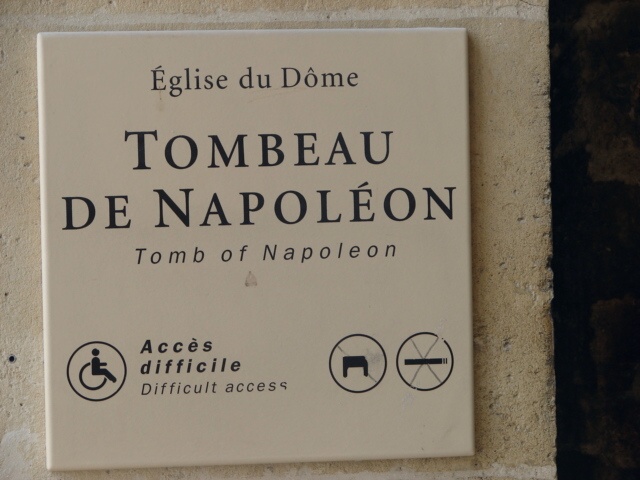 Église du Dôme
TOMBEAU
DE NAPOLÉON
Tomb of Napoleon
Accès
difficile
Difficult access